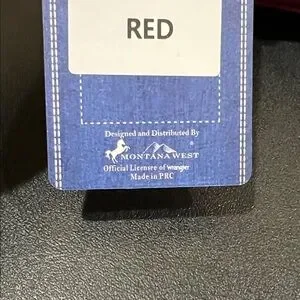 RED
Designed and Distributed By
MONTANA WEST
Official Licensee of Wrangler
Made in PRC